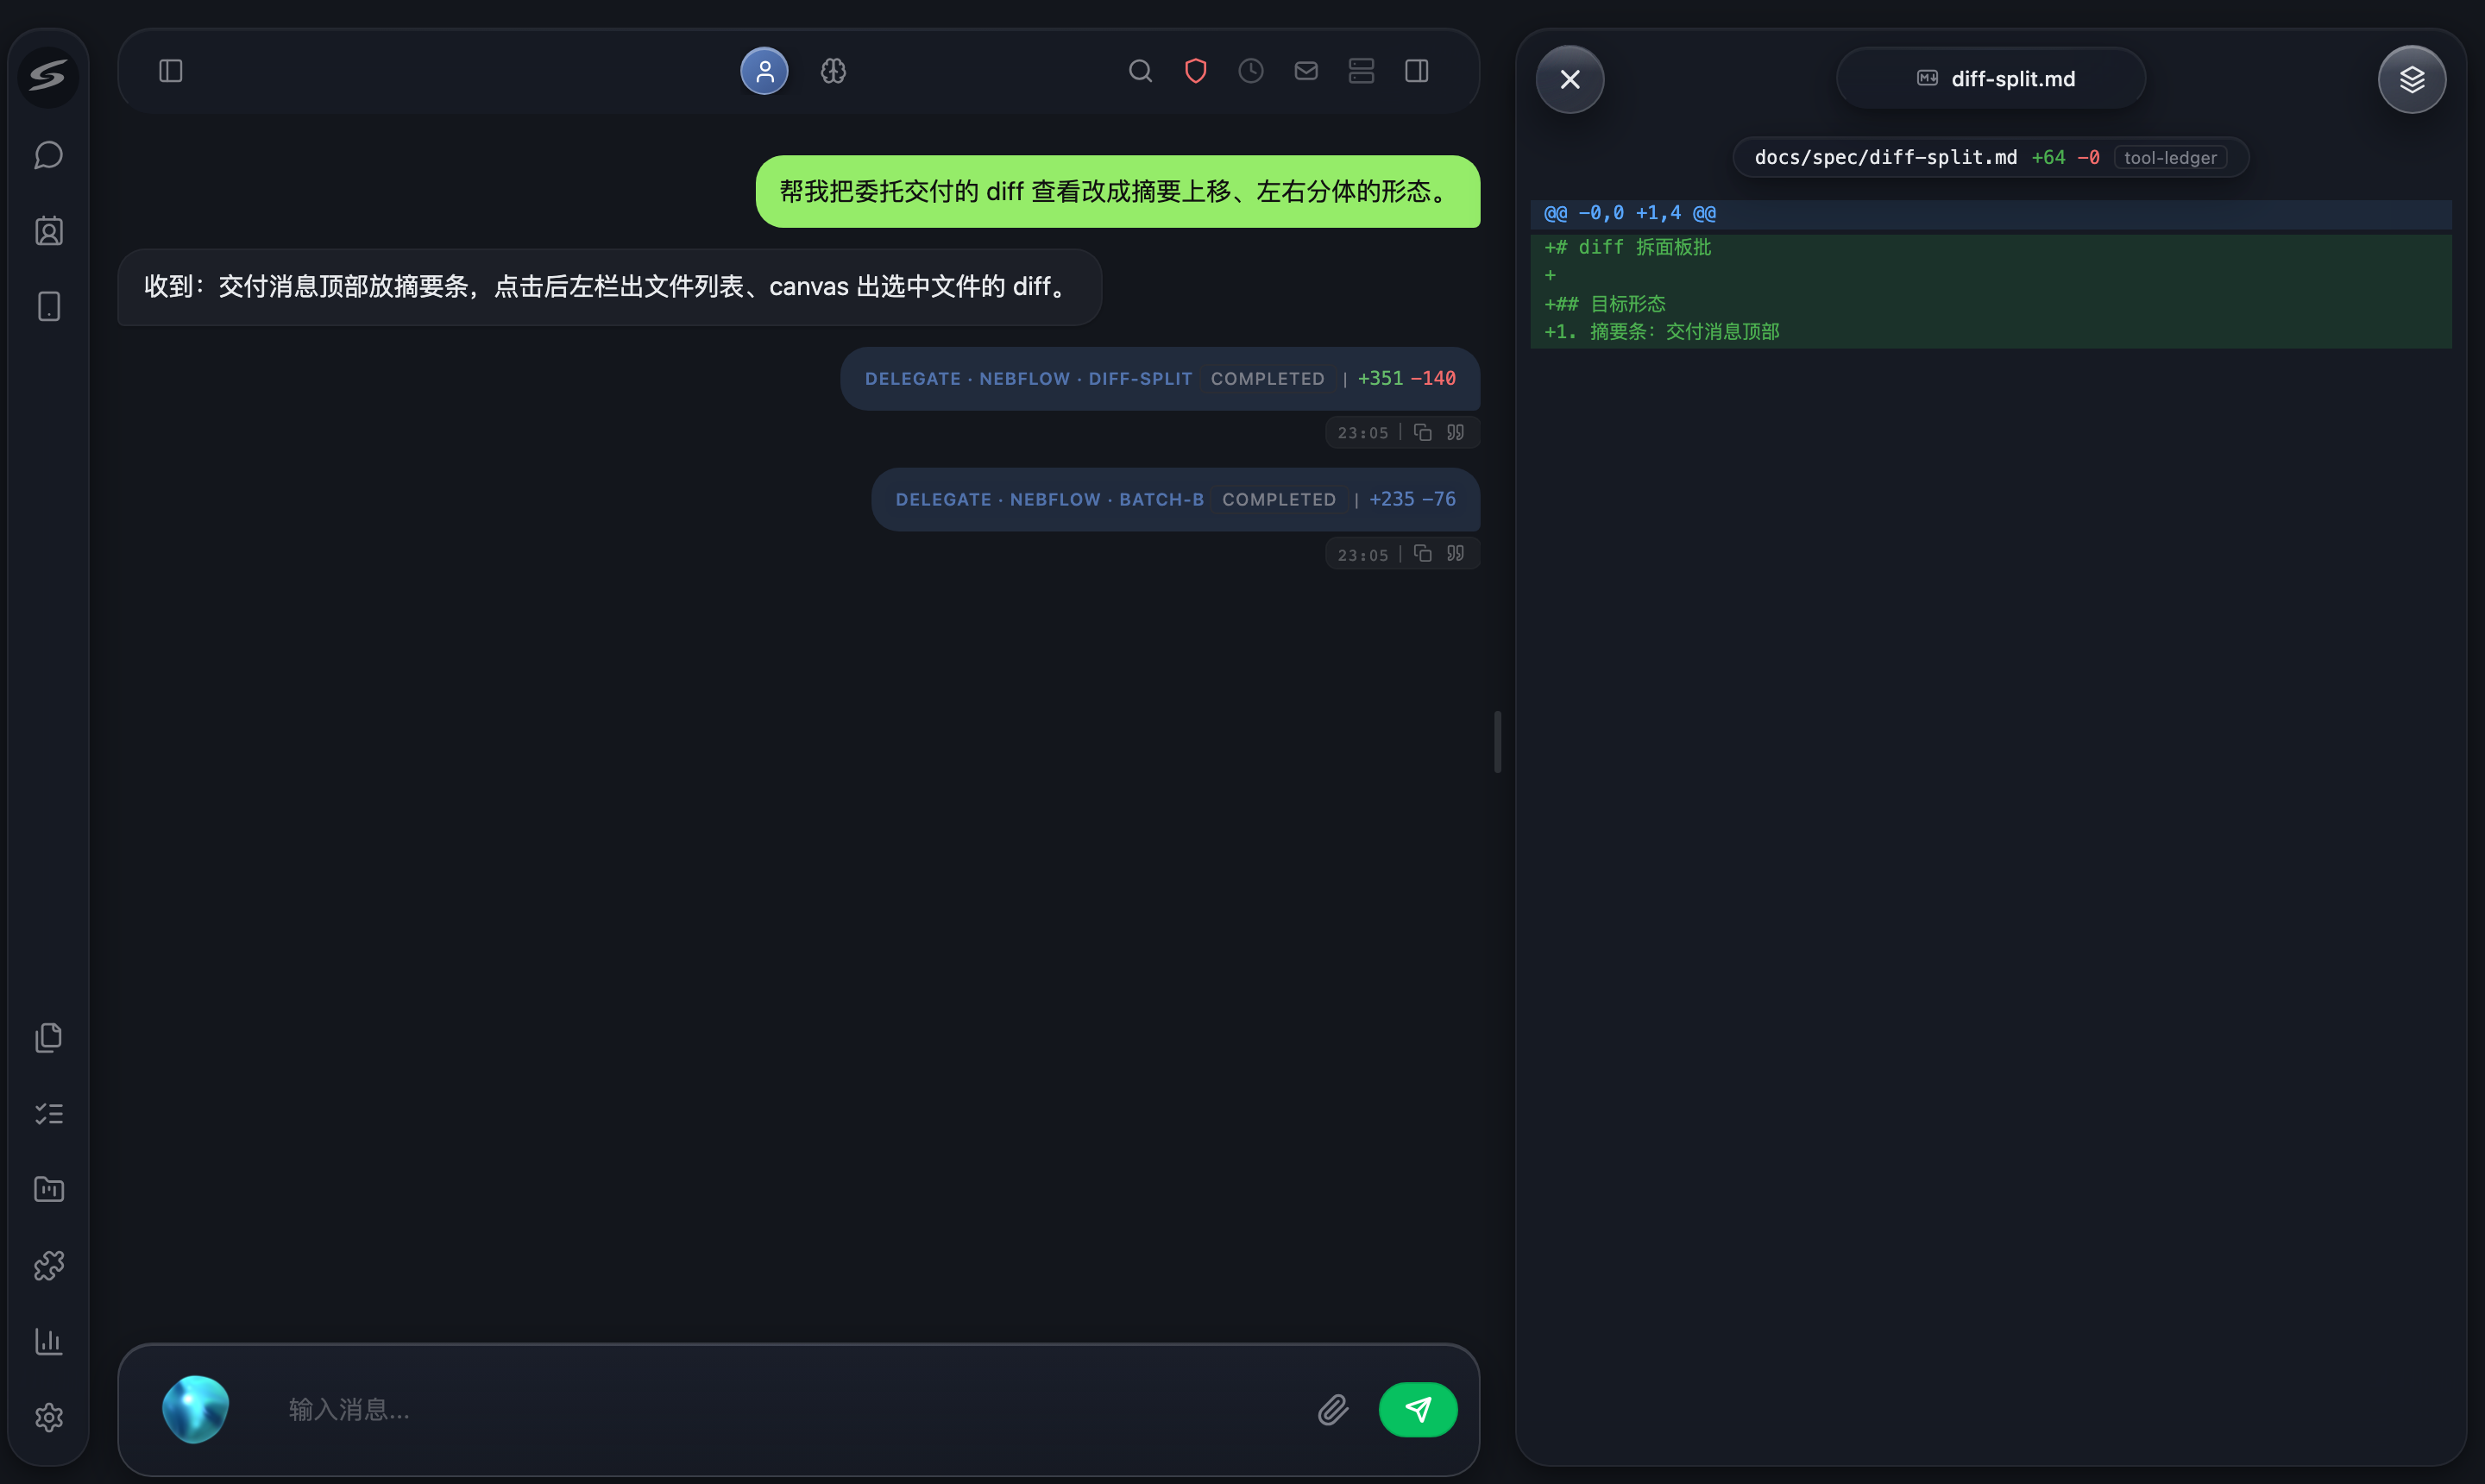 帮我把委托交付的 diff 查看改成摘要上移、左右分体的形态。
收到：交付消息顶部放摘要条，点击后左栏出文件列表、canvas 出选中文件的 diff。
DELEGATE · NEBFLOW · DIFF-SPLIT COMPLETED | +351 −140
23:05
DELEGATE · NEBFLOW · BATCH-B COMPLETED | +235 −76
23:05
输入消息...
diff-split.md
docs/spec/diff-split.md +64 −0 tool-ledger
@@ -0,0 +1,4 @@
+# diff 拆面板批
+
+## 目标形态
+1. 摘要条：交付消息顶部